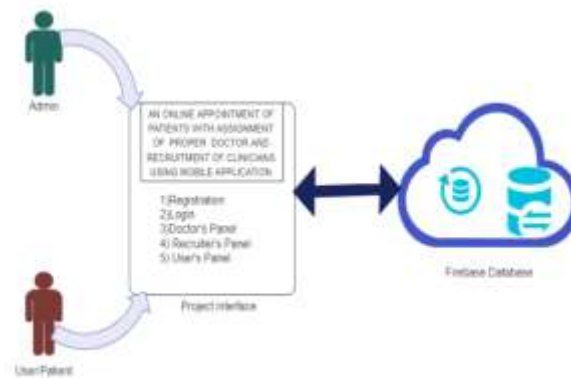 Admin
AN ONLINE APPOINTMENT OF
PATIENTS WITH ASSIGNMENT
OF PROPER DOCTOR AND
RECRUITMENT OF CLINICIANS
USING MOBILE APPLICATION
1)Registration
2)Login
3)Doctor's Panel
4) Recruiter's Panel
5) User's Panel
Project interface
Firebase Database
User/Patient